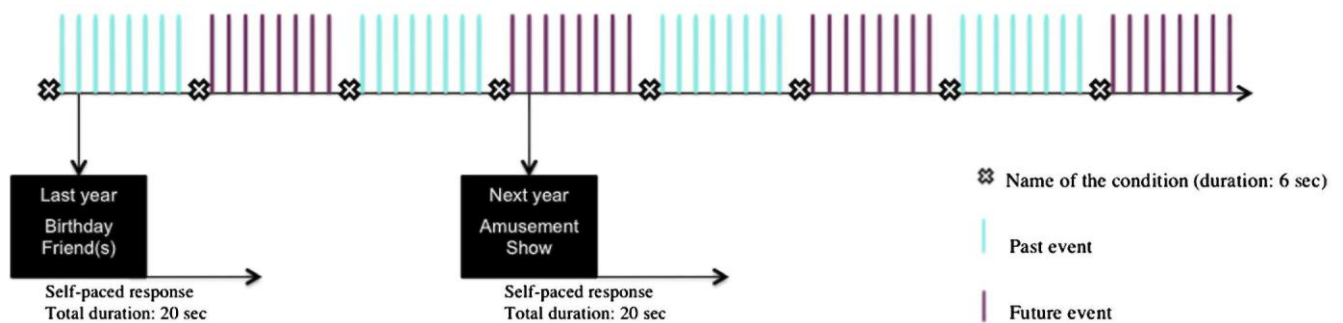 Last year
Birthday
Friend(s)
Self-paced response
Total duration: 20 sec
Next year
Amusement
Show
Self-paced response
Total duration: 20 sec
Name of the condition (duration: 6 sec)
Past event
Future event